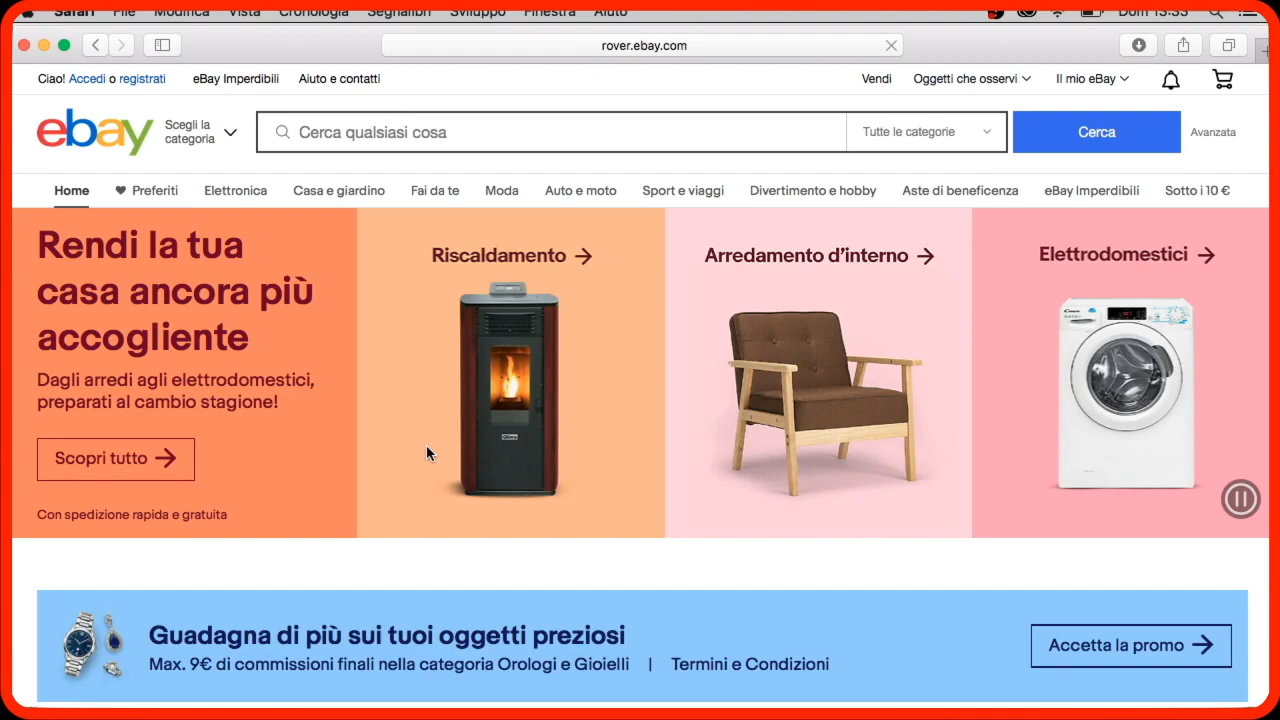 Safari File Modifica Vista Cronologia Segnalibri Sviluppo Finestra Aiuto Dom 13:33
rover.ebay.com
Ciao! Accedi o registrati eBay Imperdibili Aiuto e contatti Vendi Oggetti che osservi Il mio eBay
ebay Scegli la categoria Cerca qualsiasi cosa Tutte le categorie Cerca Avanzata
Home Preferiti Elettronica Casa e giardino Fai da te Moda Auto e moto Sport e viaggi Divertimento e hobby Aste di beneficenza eBay Imperdibili Sotto i 10 €
Rendi la tua
casa ancora più
accogliente
Dagli arredi agli elettrodomestici,
preparati al cambio stagione!
Scopri tutto
Con spedizione rapida e gratuita
Riscaldamento
Arredamento d'interno
Elettrodomestici
Guadagna di più sui tuoi oggetti preziosi
Max. 9€ di commissioni finali nella categoria Orologi e Gioielli | Termini e Condizioni
Accetta la promo